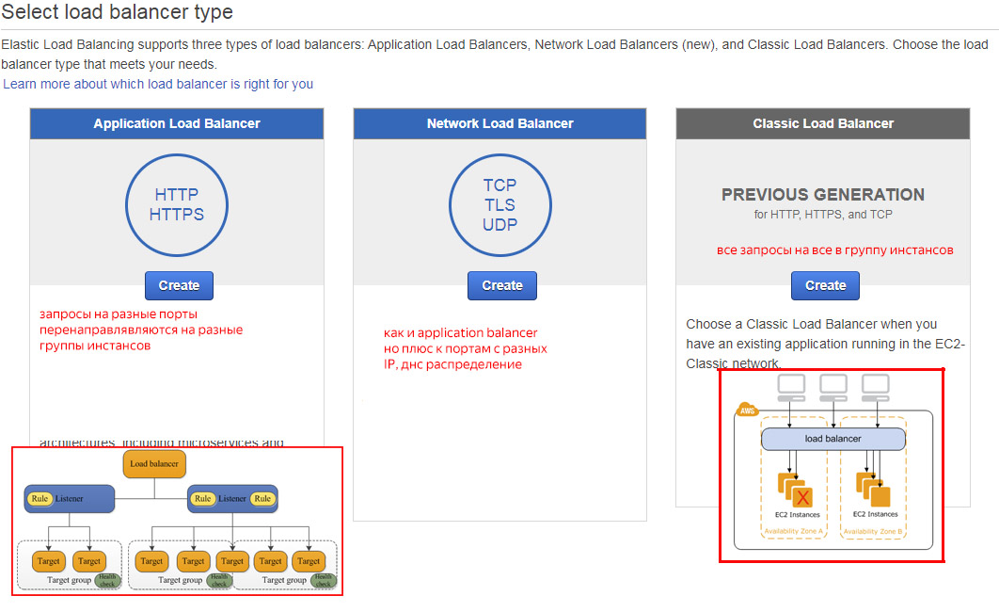 Select load balancer type
Elastic Load Balancing supports three types of load balancers: Application Load Balancers, Network Load Balancers (new), and Classic Load Balancers. Choose the load
balancer type that meets your needs.
Learn more about which load balancer is right for you
Application Load Balancer
HTTP
HTTPS
Create
запросы на разные порты
перенаправлявляются на разные
группы инстансов
architectures, including microservices and
Load balancer
Rule Listener
Rule Listener Rule
Target Target Target Target Target Target Target
Target group Health check
Target group Health check
Target group Health check
Network Load Balancer
TCP
TLS
UDP
Create
как и application balancer
но плюс к портам с разных
IP, днс распределение
Classic Load Balancer
PREVIOUS GENERATION
for HTTP, HTTPS, and TCP
все запросы на все в группу инстансов
Create
Choose a Classic Load Balancer when you
have an existing application running in the EC2-
Classic network.
AWS
load balancer
X
EC2 Instances EC2 Instances
Availability Zone A Availability Zone B